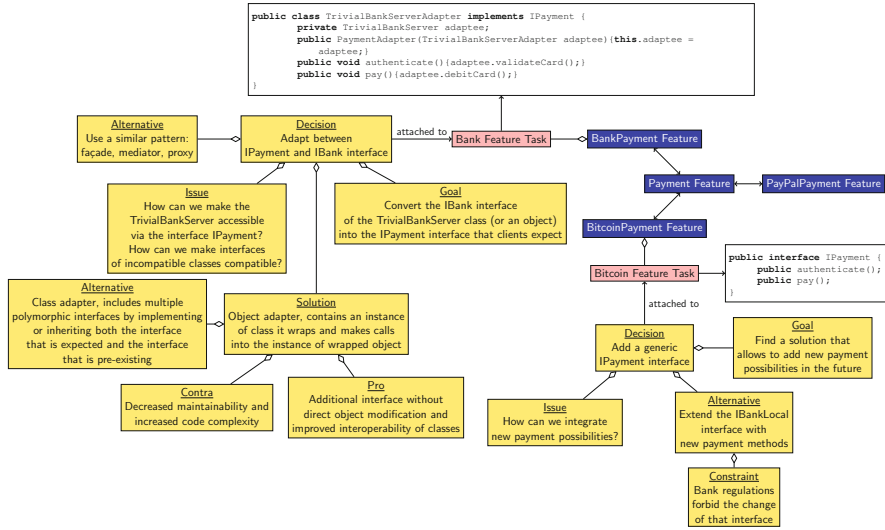 public class TrivialBankServerAdapter implements IPayment {
private TrivialBankServer adaptee;
public PaymentAdapter(TrivialBankServerAdapter adaptee){this.adaptee =
adaptee;}
public void authenticate(){adaptee.validateCard();}
public void pay(){adaptee.debitCard();}
}
Alternative
Use a similar pattern:
façade, mediator, proxy
Decision
Adapt between
IPayment and IBank interface
attached to
Bank Feature Task
BankPayment Feature
Payment Feature
PayPalPayment Feature
BitcoinPayment Feature
Issue
How can we make the
TrivialBankServer accessible
via the interface IPayment?
How can we make interfaces
of incompatible classes compatible?
Goal
Convert the IBank interface
of the TrivialBankServer class (or an object)
into the IPayment interface that clients expect
Bitcoin Feature Task
public interface IPayment {
public authenticate();
public pay();
}
attached to
Alternative
Class adapter, includes multiple
polymorphic interfaces by implementing
or inheriting both the interface
that is expected and the interface
that is pre-existing
Solution
Object adapter, contains an instance
of class it wraps and makes calls
into the instance of wrapped object
Decision
Add a generic
IPayment interface
Goal
Find a solution that
allows to add new payment
possibilities in the future
Contra
Decreased maintainability and
increased code complexity
Pro
Additional interface without
direct object modification and
improved interoperability of classes
Issue
How can we integrate
new payment possibilities?
Alternative
Extend the IBankLocal
interface with
new payment methods
Constraint
Bank regulations
forbid the change
of that interface